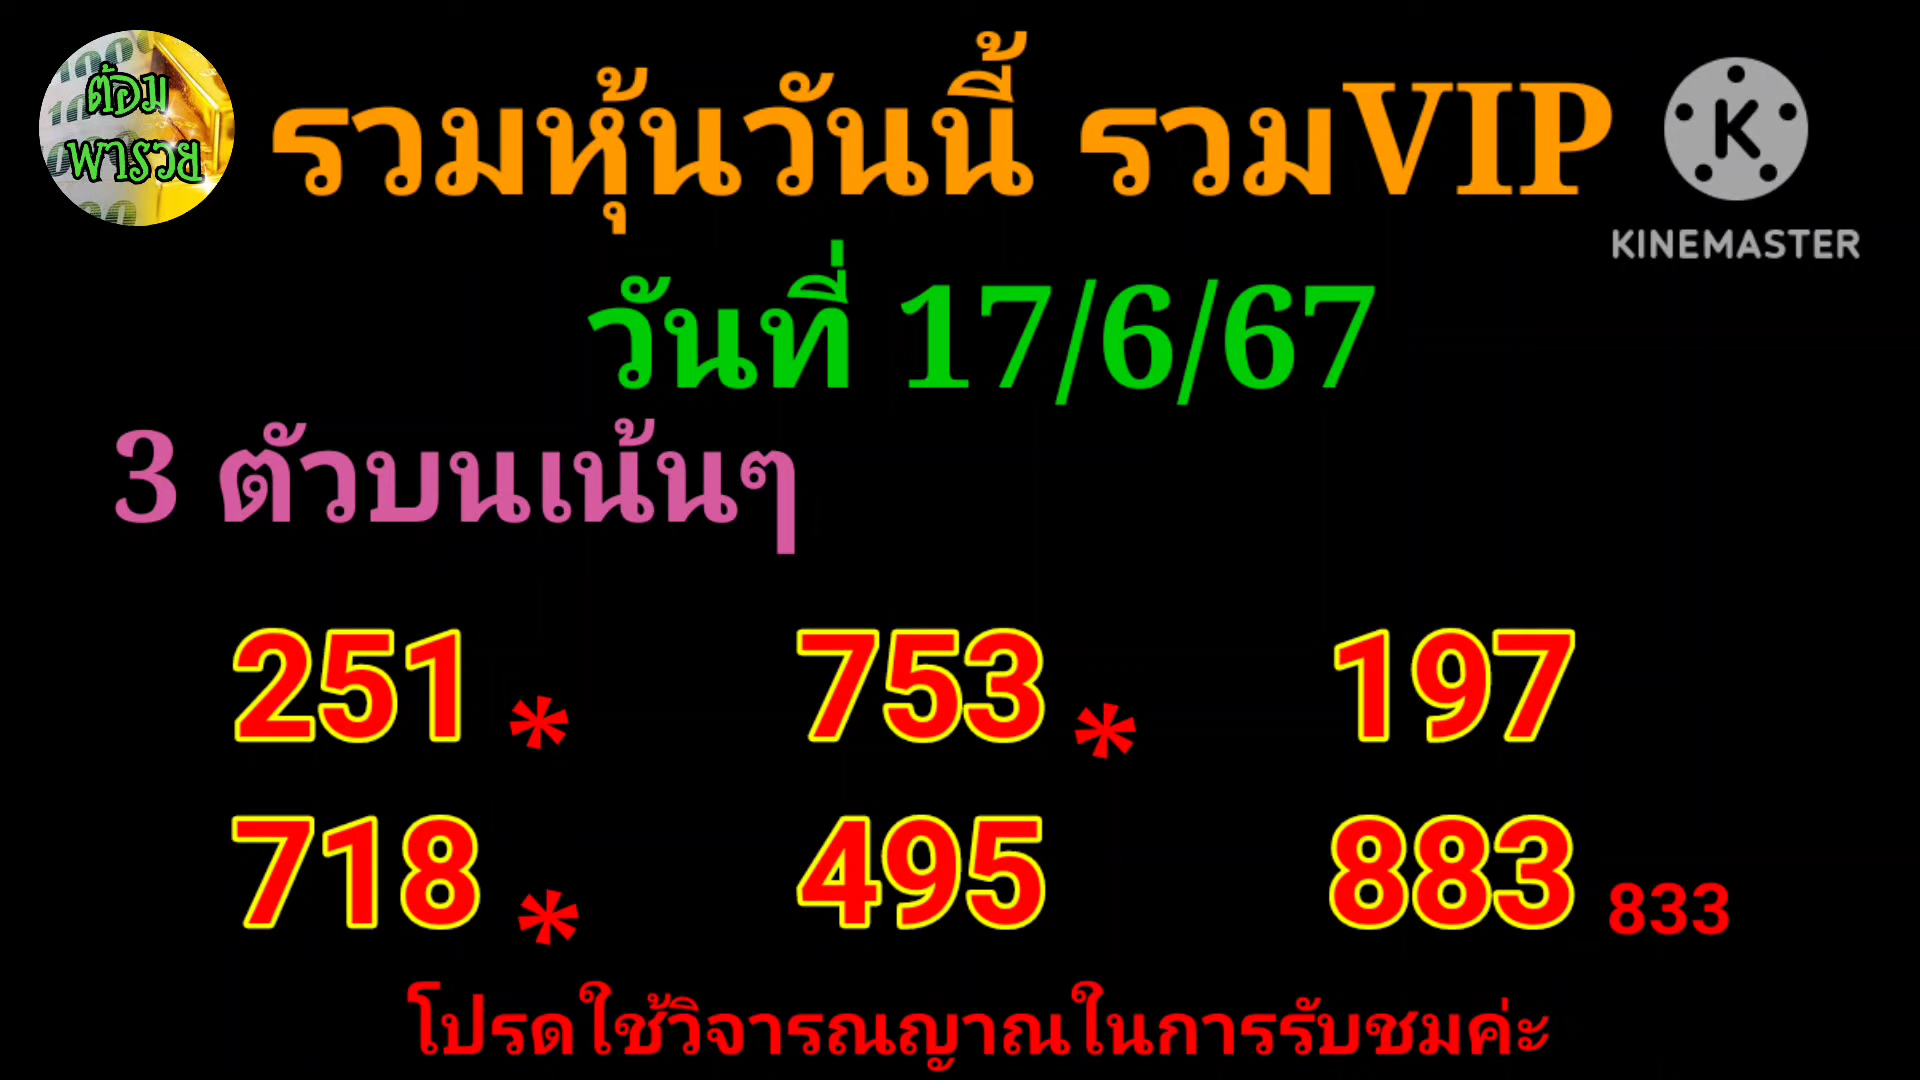 ต้อม
พารวย
รวมหุ้นวันนี้ รวมVIP
KINEMASTER
วันที่ 17/6/67
3 ตัวบนเน้นๆ
251 * 753 * 197
718 * 495 883 833
โปรดใช้วิจารณญาณในการรับชมค่ะ